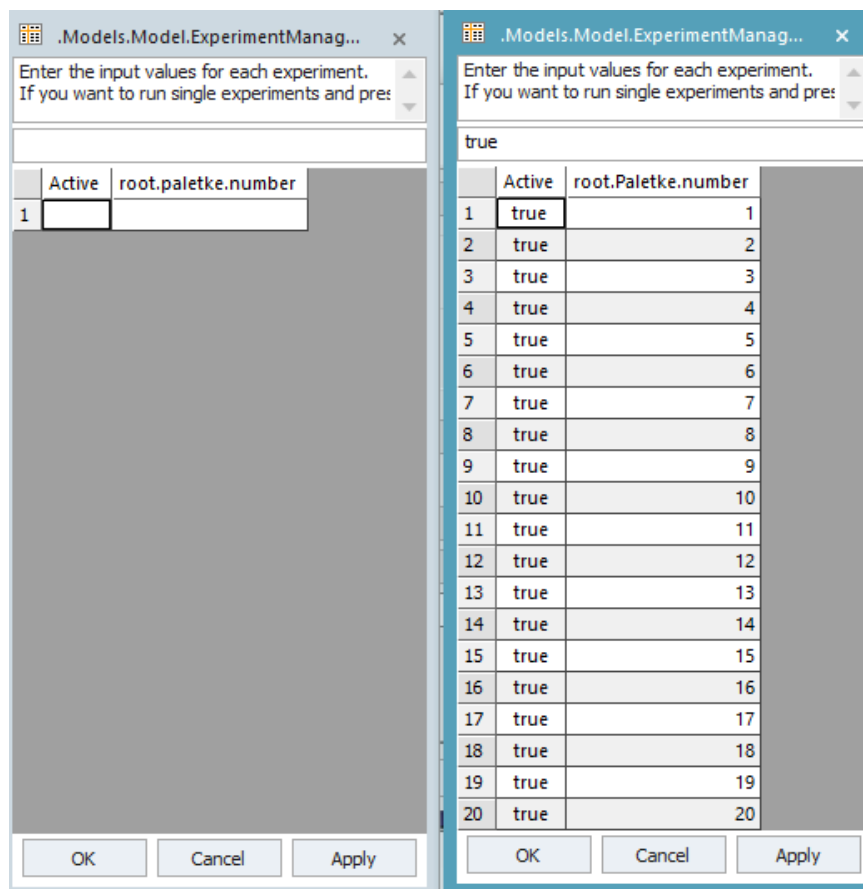 .Models.Model.ExperimentManag...
Enter the input values for each experiment.
If you want to run single experiments and pres
Active root.paletke.number
1
OK Cancel Apply
.Models.Model.ExperimentManag...
Enter the input values for each experiment.
If you want to run single experiments and pres
true
Active root.Paletke.number
1 true 1
2 true 2
3 true 3
4 true 4
5 true 5
6 true 6
7 true 7
8 true 8
9 true 9
10 true 10
11 true 11
12 true 12
13 true 13
14 true 14
15 true 15
16 true 16
17 true 17
18 true 18
19 true 19
20 true 20
OK Cancel Apply